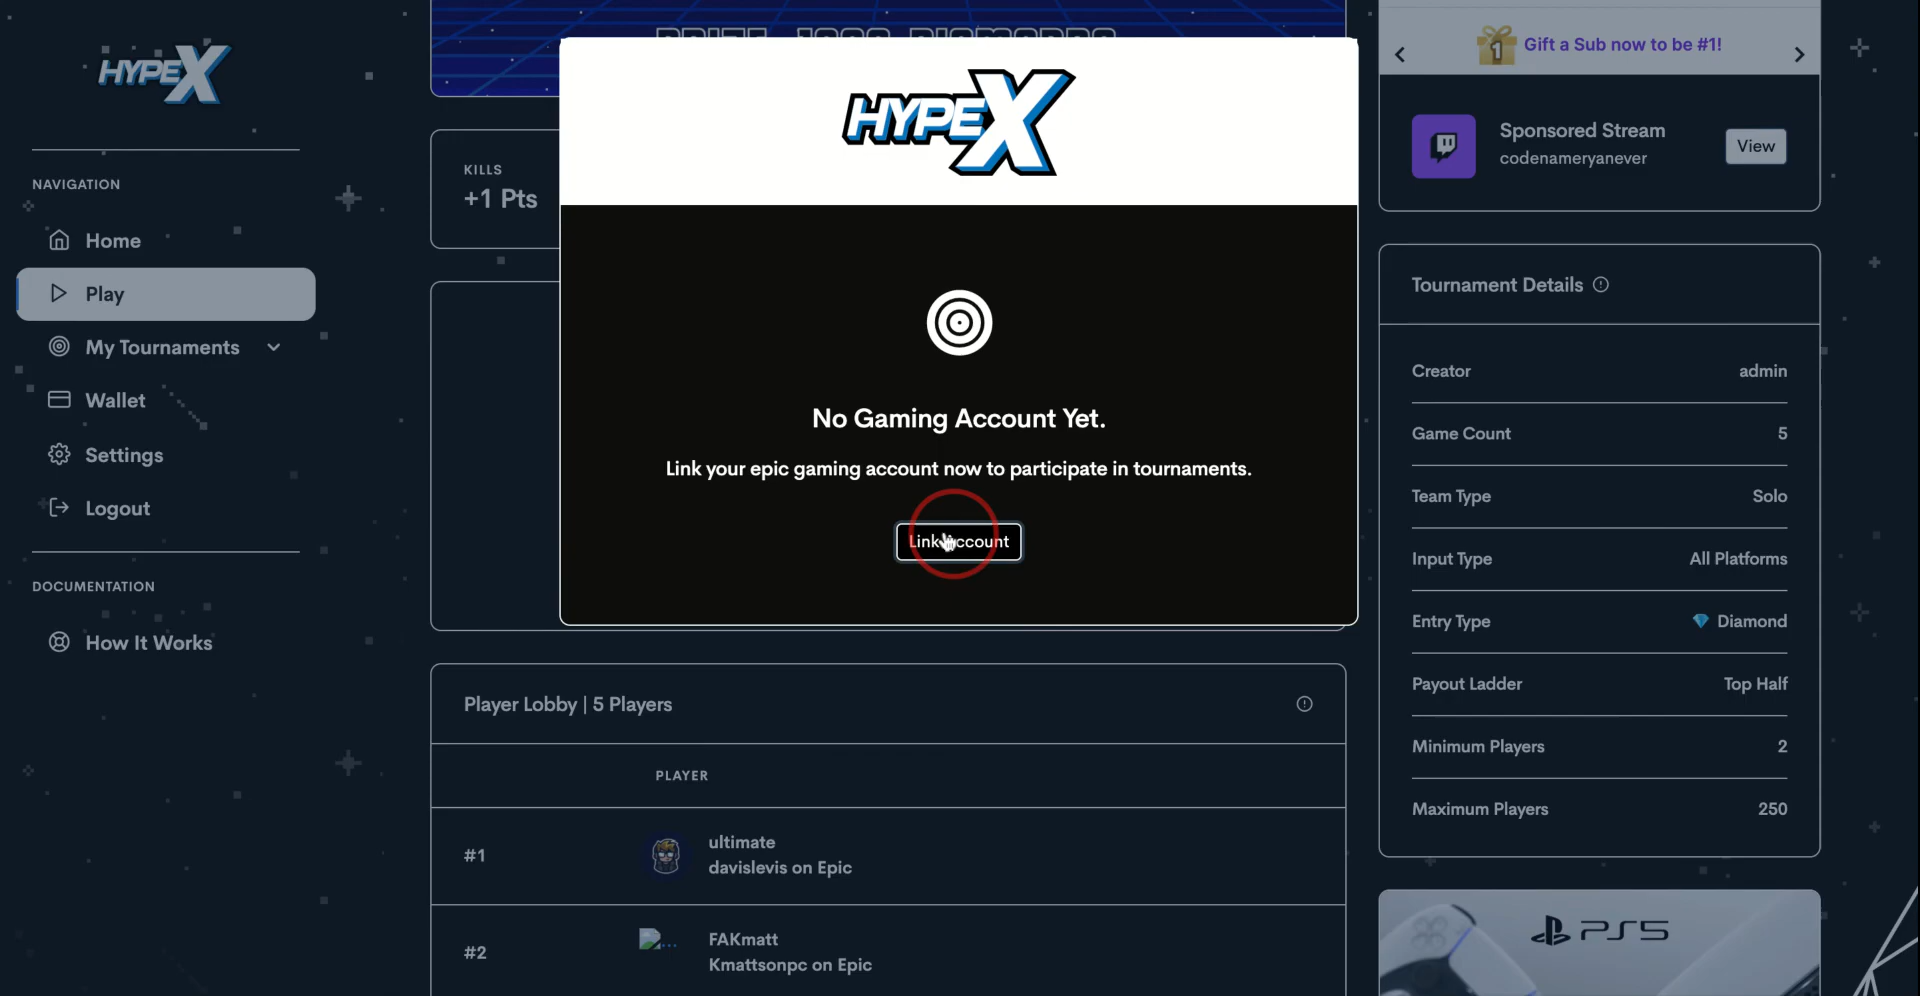 HYPEX
NAVIGATION
Home
Play
My Tournaments
Wallet
Settings
Logout
DOCUMENTATION
How It Works
KILLS
+1 Pts
HYPEX
No Gaming Account Yet.
Link your epic gaming account now to participate in tournaments.
Link Account
Player Lobby | 5 Players
PLAYER
#1
ultimate
davislevis on Epic
#2
FAKmatt
Kmattsonpc on Epic
1
Gift a Sub now to be #1!
Sponsored Stream
codenameryanever
View
Tournament Details
Creator admin
Game Count 5
Team Type Solo
Input Type All Platforms
Entry Type Diamond
Payout Ladder Top Half
Minimum Players 2
Maximum Players 250
PS5